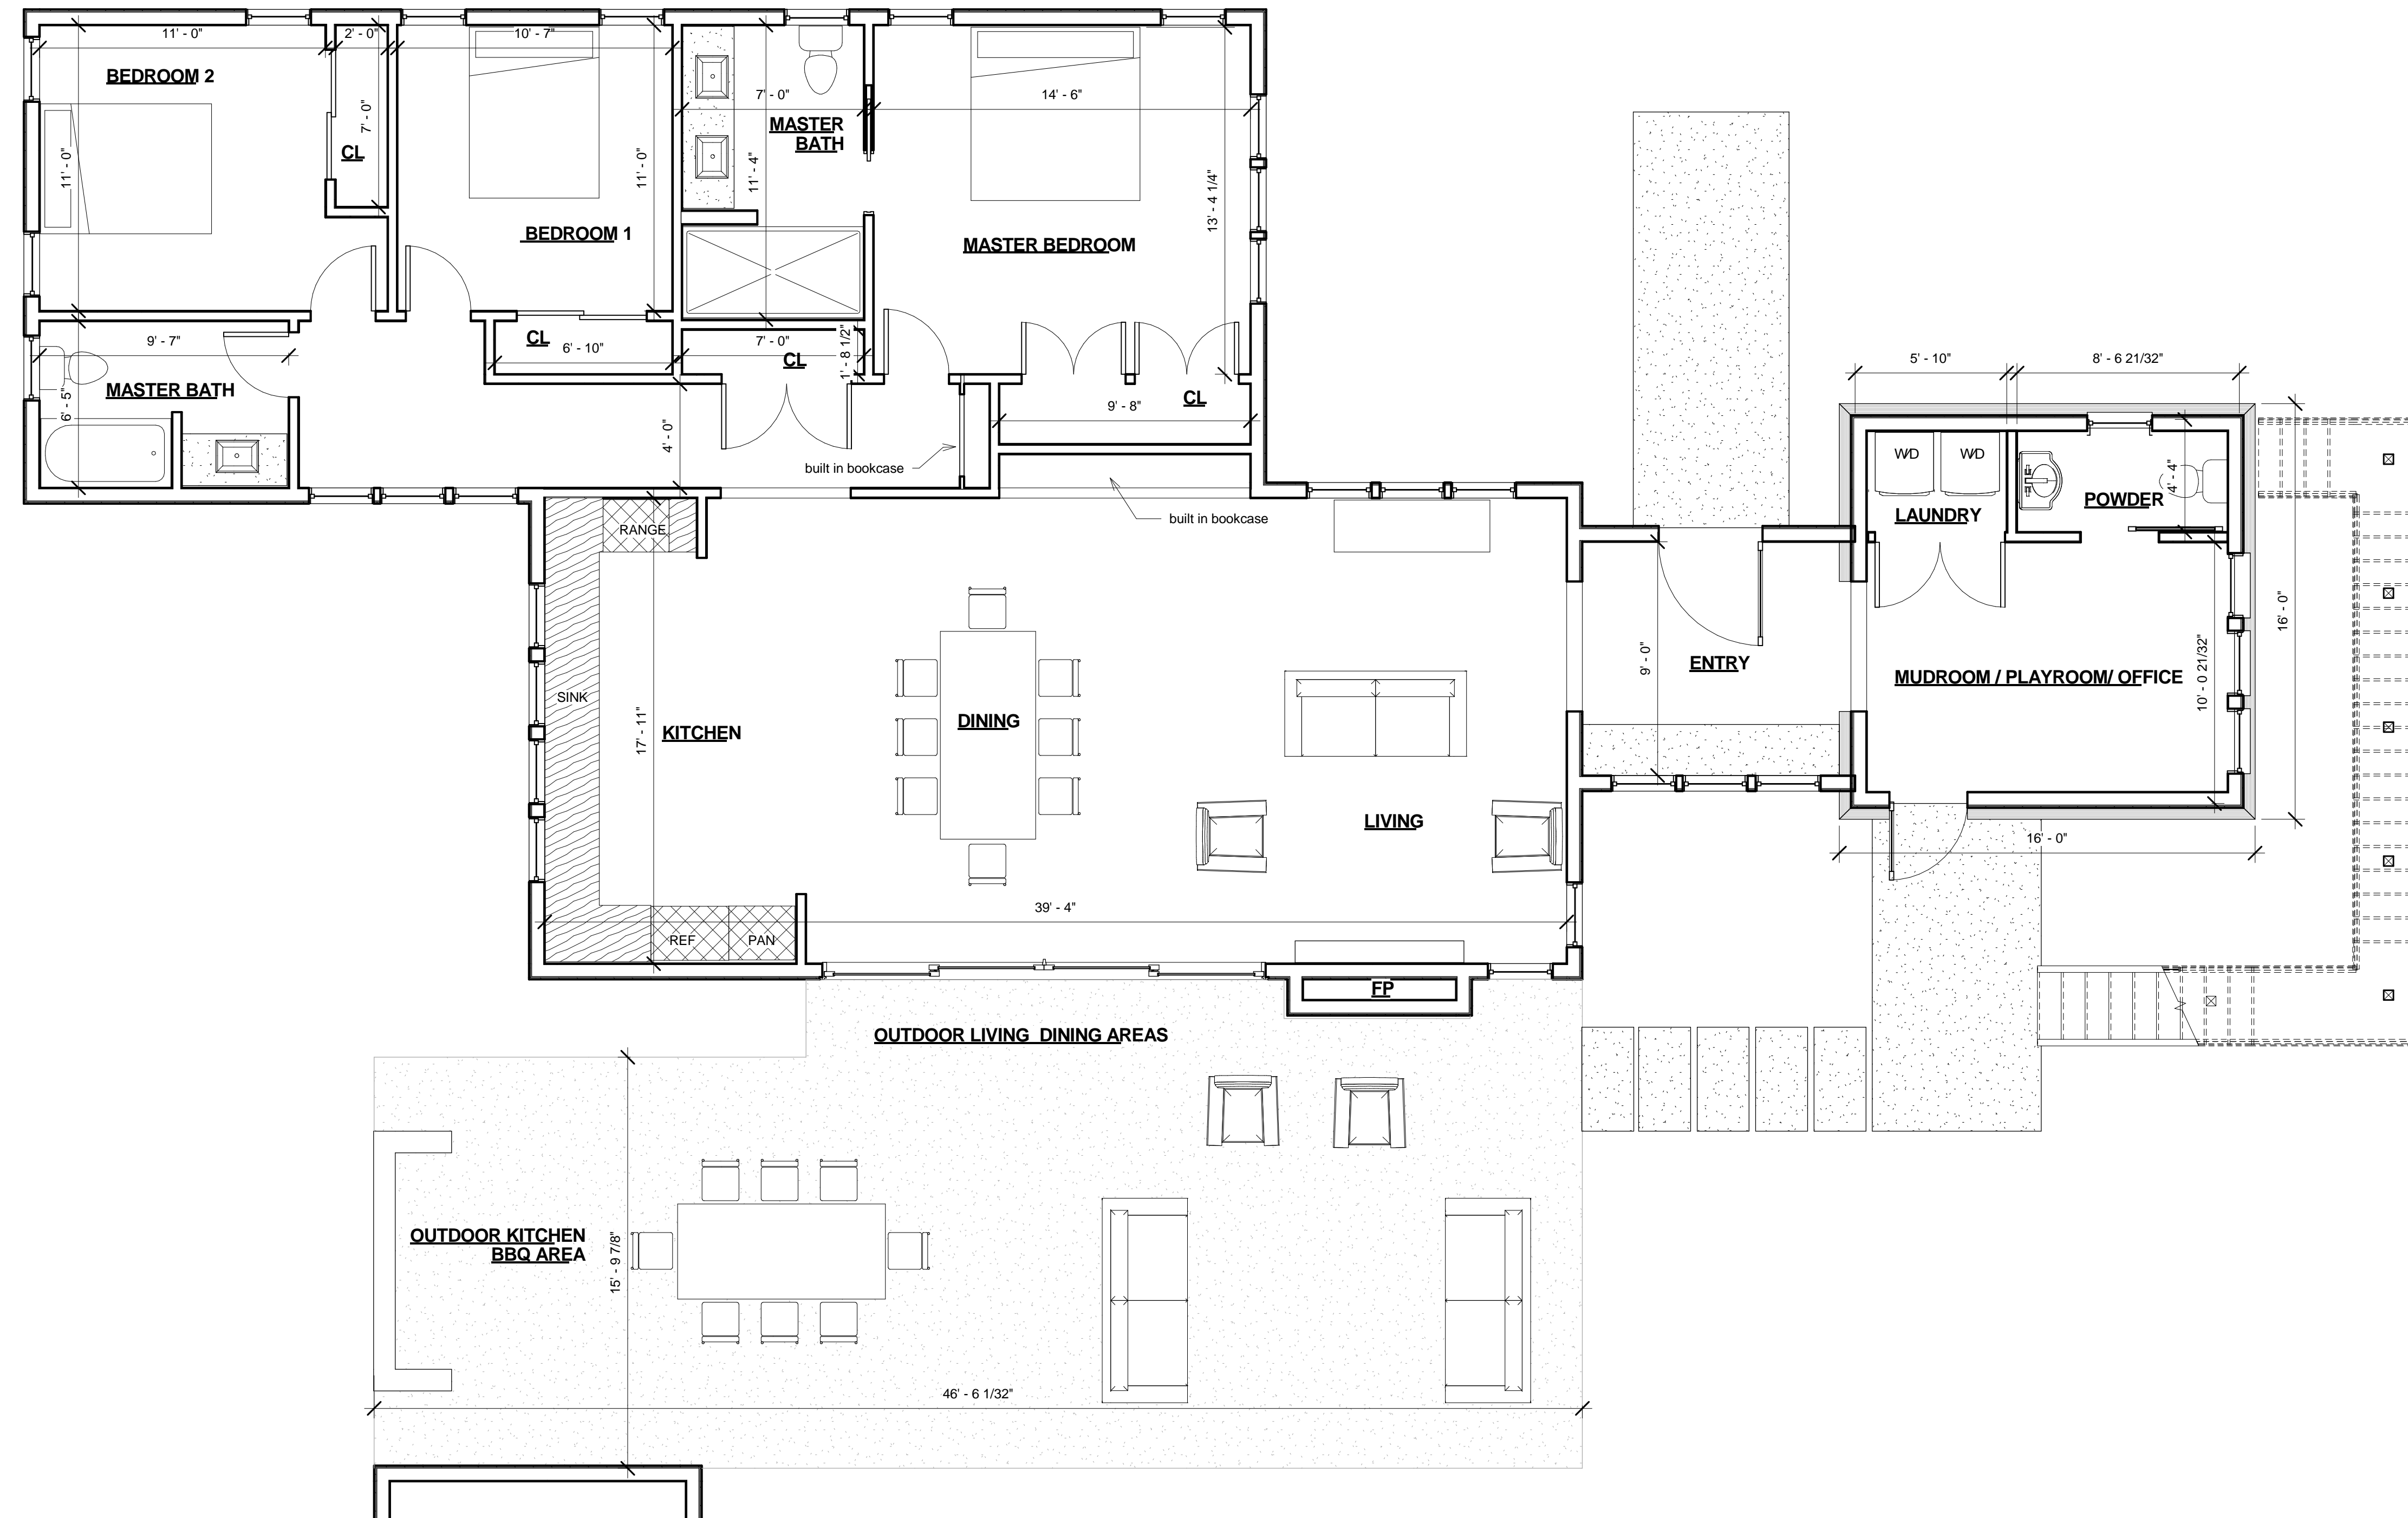 11' - 0"
2' - 0"
10' - 7"
BEDROOM 2
7' - 0"
14' - 6"
7' - 0"
MASTER
BATH
CL
11' - 0"
11' - 0"
11' - 4"
13' - 4 1/4"
BEDROOM 1
MASTER BEDROOM
9' - 7"
CL
6' - 10"
7' - 0"
CL
1' - 8 1/2"
MASTER BATH
6' - 5"
9' - 8"
CL
4' - 0"
built in bookcase
built in bookcase
5' - 10"
8' - 6 21/32"
W/D
W/D
4' - 4"
POWDER
LAUNDRY
RANGE
SINK
17' - 11"
KITCHEN
DINING
LIVING
9' - 0"
ENTRY
MUDROOM / PLAYROOM/ OFFICE
10' - 0 21/32"
16' - 0"
16' - 0"
39' - 4"
REF
PAN
FP
OUTDOOR LIVING DINING AREAS
OUTDOOR KITCHEN
BBQ AREA
15' - 9 7/8"
46' - 6 1/32"